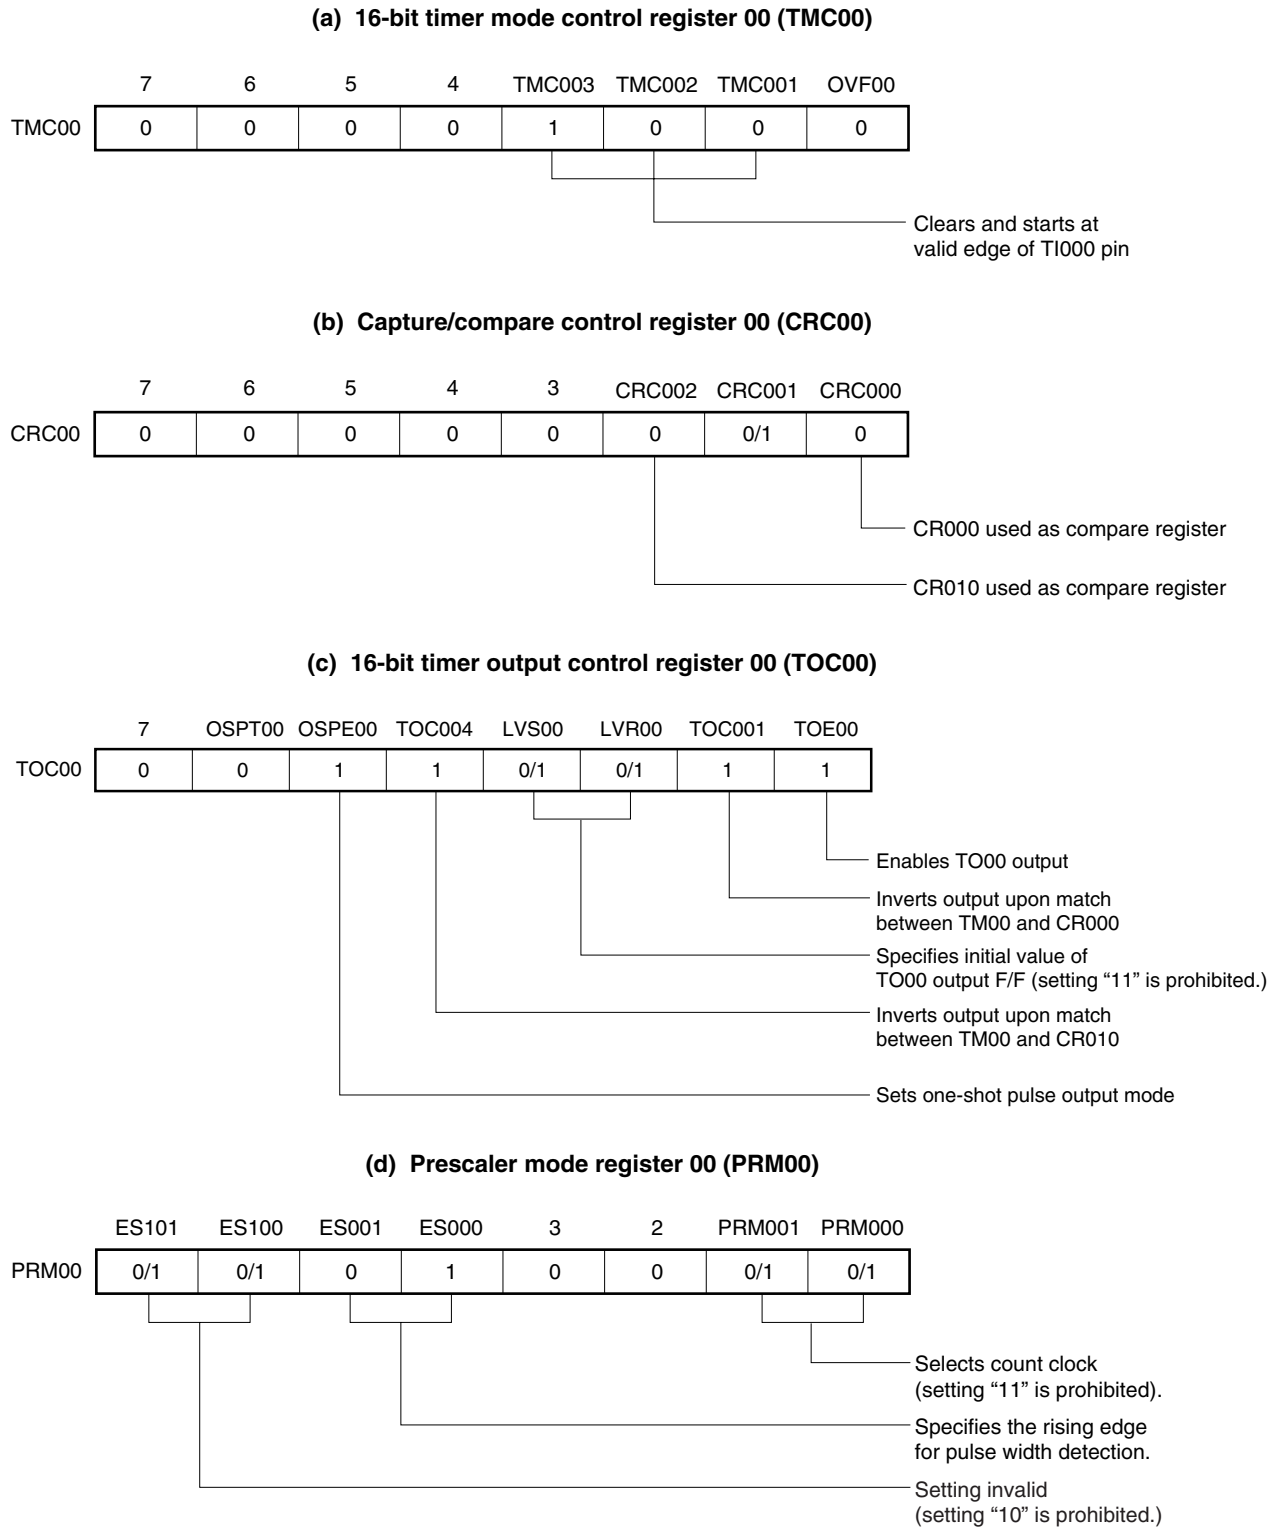 (a) 16-bit timer mode control register 00 (TMC00)
7 6 5 4 TMC003 TMC002 TMC001 OVF00
TMC00 0 0 0 0 1 0 0 0
Clears and starts at
valid edge of TI000 pin
(b) Capture/compare control register 00 (CRC00)
7 6 5 4 3 CRC002 CRC001 CRC000
CRC00 0 0 0 0 0 0 0/1 0
CR000 used as compare register
CR010 used as compare register
(c) 16-bit timer output control register 00 (TOC00)
7 OSPT00 OSPE00 TOC004 LVS00 LVR00 TOC001 TOE00
TOC00 0 0 1 1 0/1 0/1 1 1
Enables TO00 output
Inverts output upon match
between TM00 and CR000
Specifies initial value of
TO00 output F/F (setting “11” is prohibited.)
Inverts output upon match
between TM00 and CR010
Sets one-shot pulse output mode
(d) Prescaler mode register 00 (PRM00)
ES101 ES100 ES001 ES000 3 2 PRM001 PRM000
PRM00 0/1 0/1 0 1 0 0 0/1 0/1
Selects count clock
(setting “11” is prohibited).
Specifies the rising edge
for pulse width detection.
Setting invalid
(setting “10” is prohibited.)